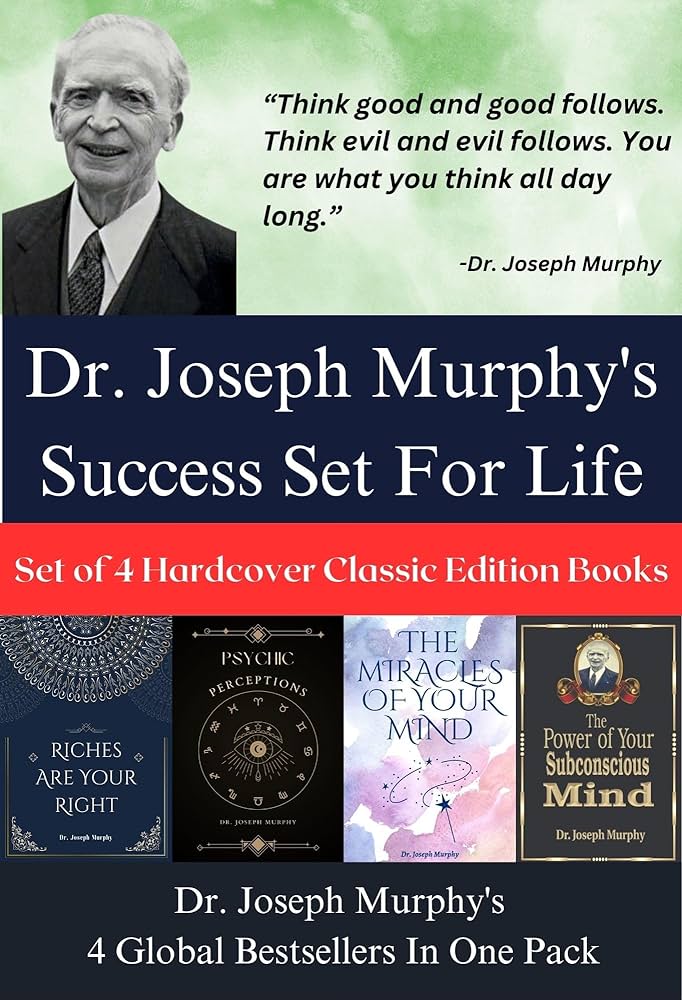 “Think good and good follows.
Think evil and evil follows. You
are what you think all day
long.”
-Dr. Joseph Murphy
Dr. Joseph Murphy's
Success Set For Life
Set of 4 Hardcover Classic Edition Books
RICHES
ARE YOUR
RIGHT
Dr. Joseph Murphy
PSYCHIC
PERCEPTIONS
DR. JOSEPH MURPHY
THE
MIRACLES
OF YOUR
MIND
Dr. Joseph Murphy
The
Power of Your
Subconscious
Mind
Dr. Joseph Murphy
Dr. Joseph Murphy's
4 Global Bestsellers In One Pack